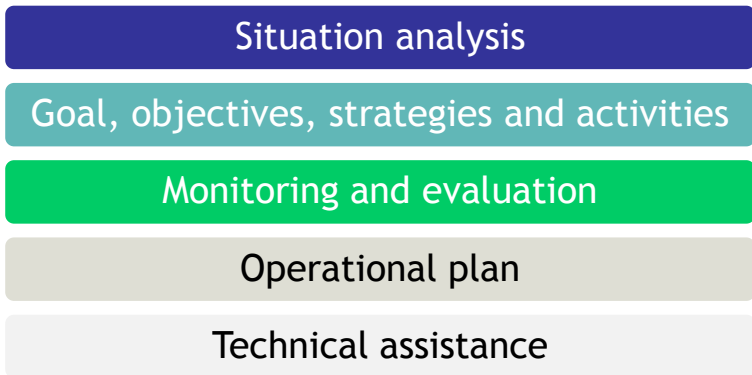 Situation analysis
Goal, objectives, strategies and activities
Monitoring and evaluation
Operational plan
Technical assistance